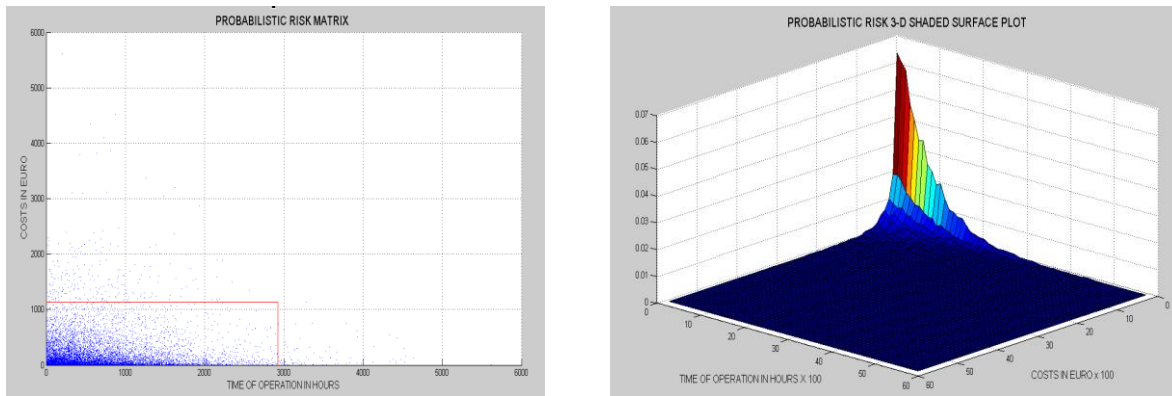 PROBABILISTIC RISK MATRIX
6000
5000
4000
3000
2000
1000
0
COSTS IN EURO
0 1000 2000 3000 4000 5000 6000
TIME OF OPERATION IN HOURS
PROBABILISTIC RISK 3-D SHADED SURFACE PLOT
0.07
0.06
0.05
0.04
0.03
0.02
0.01
0
0 10 20 30 40 50 60
TIME OF OPERATION IN HOURS X 100
60 50 40 30 20 10 0
COSTS IN EURO x 100